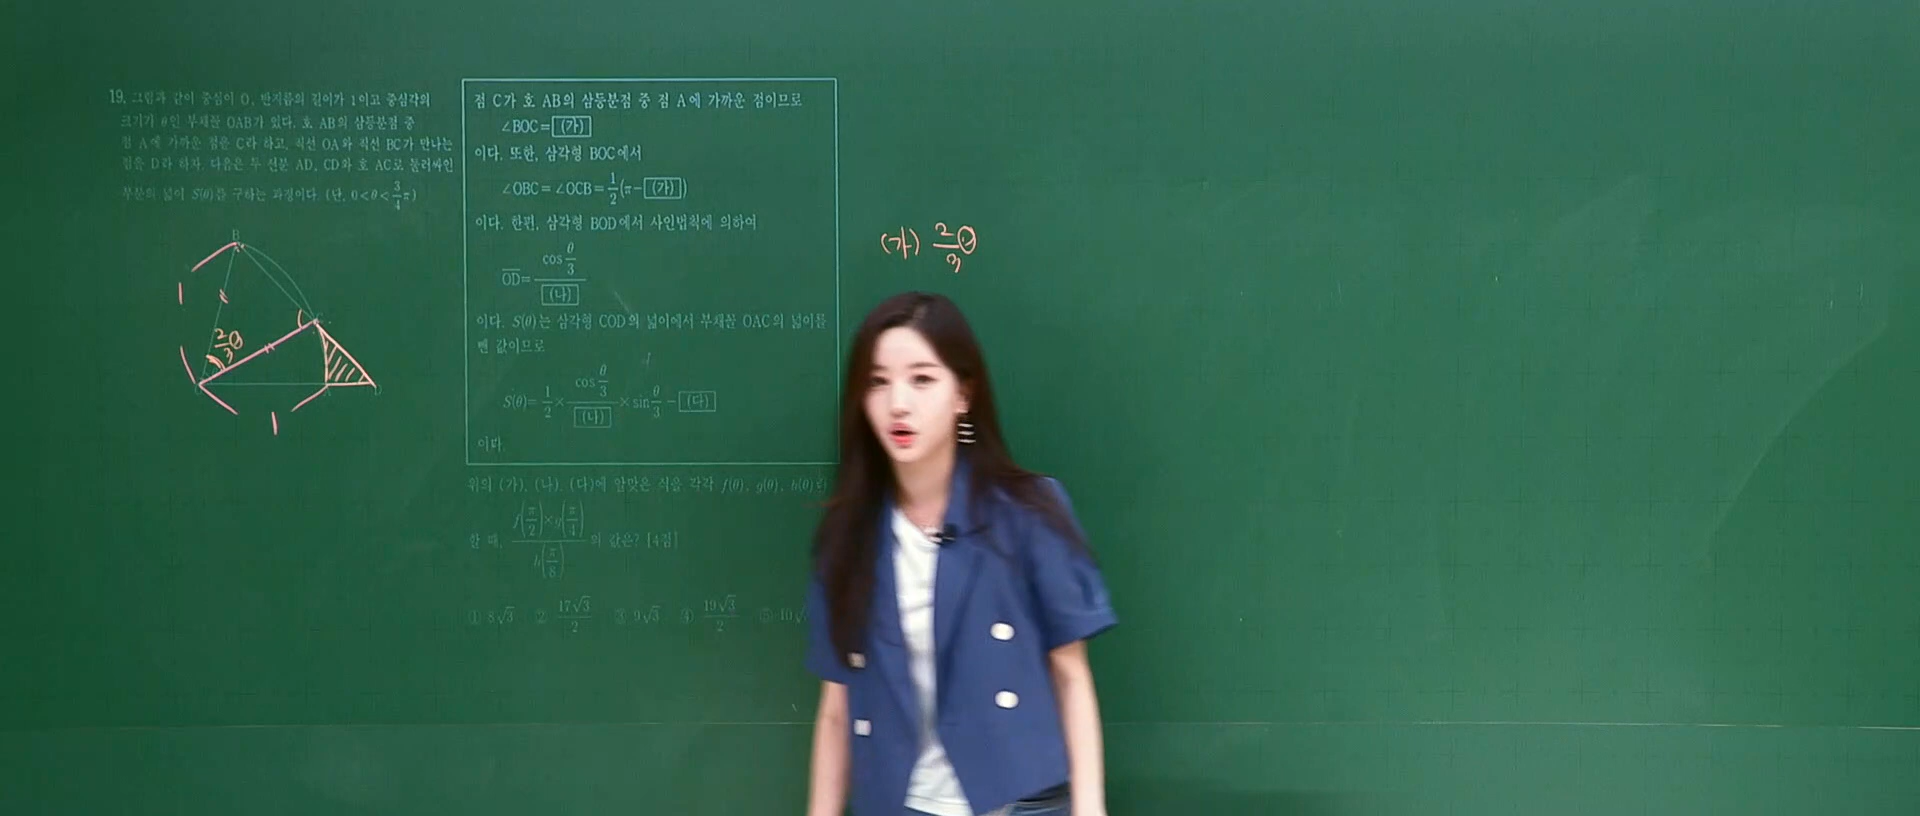 19. 그림과 같이 중심이 O, 반지름의 길이가 1이고 중심각의
크기가 θ인 부채꼴 OAB가 있다. 호 AB의 삼등분점 중
점 A에 가까운 점을 C라 하고, 직선 OA와 직선 BC가 만나는
점을 D라 하자. 다음은 두 선분 AD, CD와 호 AC로 둘러싸인
부분의 넓이 S(θ)를 구하는 과정이다. (단, 0<θ<3/4π)
B
1
2/3θ
C
A
D
1
점 C가 호 AB의 삼등분점 중 점 A에 가까운 점이므로
∠BOC=(가)
이다. 또한, 삼각형 BOC에서
∠OBC=∠OCB=1/2(π-(가))
이다. 한편, 삼각형 BOD에서 사인법칙에 의하여
OD=cos θ/3 / (나)
이다. S(θ)는 삼각형 COD의 넓이에서 부채꼴 OAC의 넓이를
뺀 값이므로
S(θ)=1/2×cos θ/3 / (나)×sin θ/3-(다)
이다.
위의 (가), (나), (다)에 알맞은 식을 각각 f(θ), g(θ), h(θ)라
할 때, f(π/2)×g(π/4) / h(π/8)의 값은? [4점]
① 8√3 ② 17√3/2 ③ 9√3 ④ 19√3/2 ⑤ 10√
(가) 2/3θ